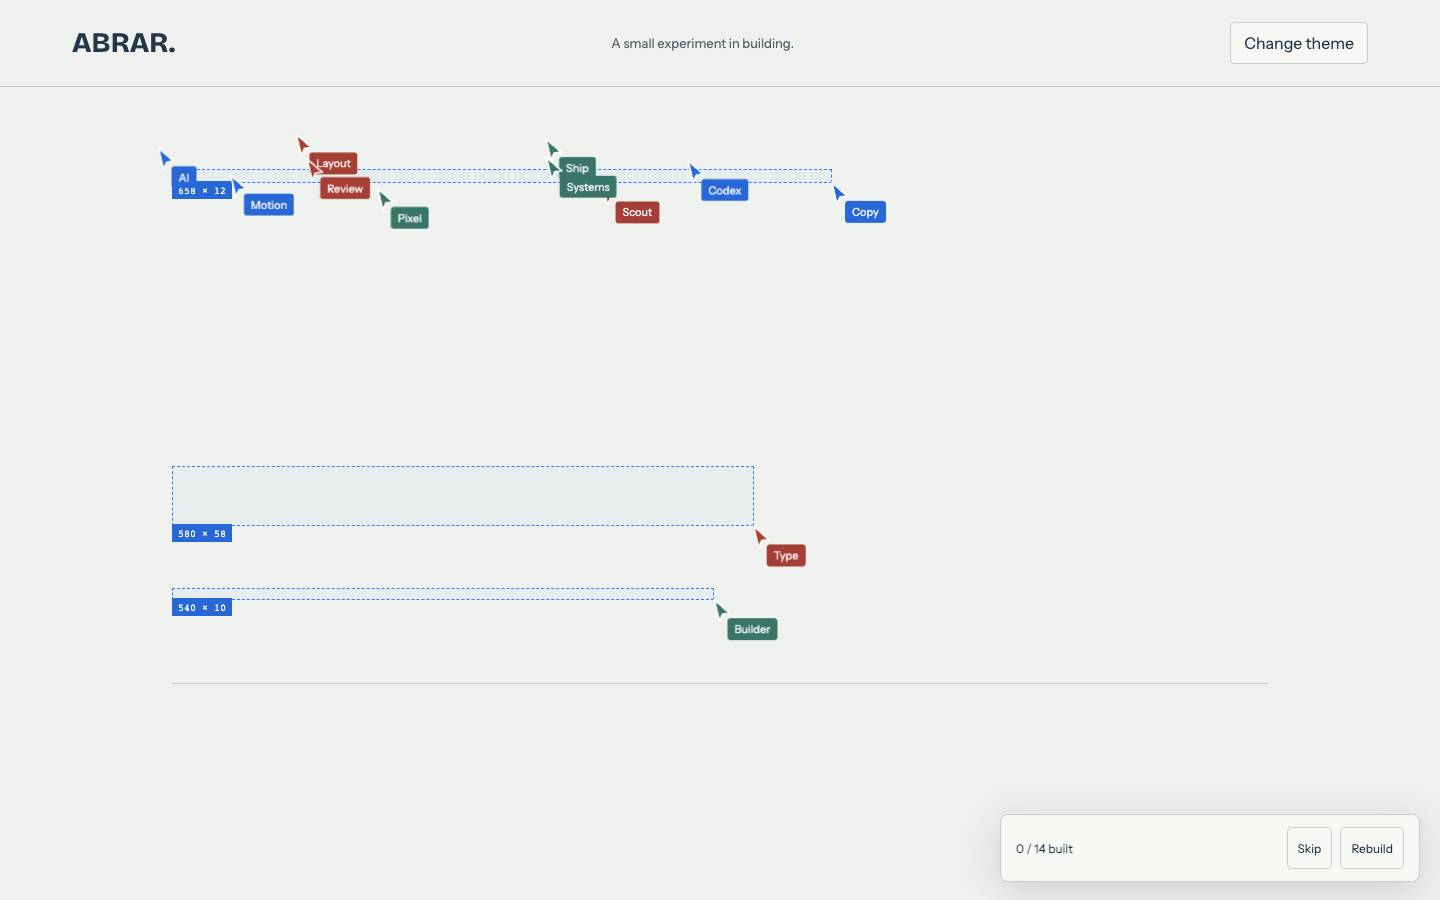 ABRAR.
A small experiment in building.
Change theme
Layout
Ship
AI
Review
Systems
Codex
658 × 12
Motion
Scout
Copy
Pixel
580 × 58
Type
540 × 10
Builder
0 / 14 built
Skip
Rebuild